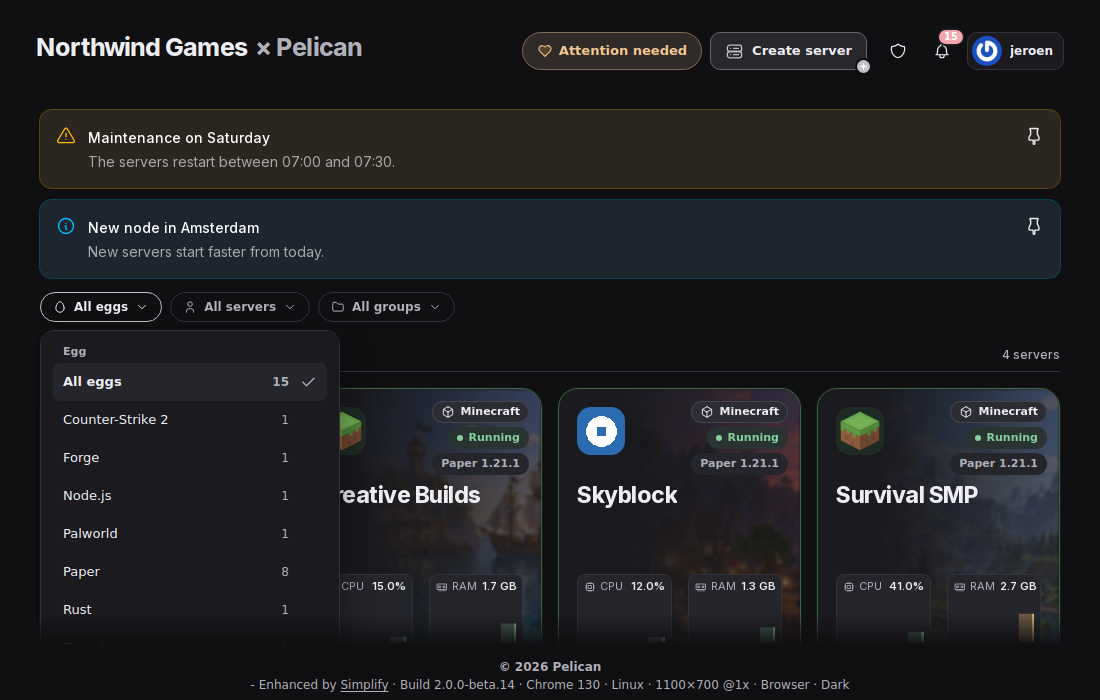 Northwind Games × Pelican
Attention needed
Create server
15
jeroen
Maintenance on Saturday
The servers restart between 07:00 and 07:30.
New node in Amsterdam
New servers start faster from today.
All eggs
All servers
All groups
4 servers
Egg
All eggs 15
Counter-Strike 2 1
Forge 1
Node.js 1
Palworld 1
Paper 8
Rust 1
Minecraft
Running
Paper 1.21.1
reative Builds
CPU 15.0%
RAM 1.7 GB
Minecraft
Running
Paper 1.21.1
Skyblock
CPU 12.0%
RAM 1.3 GB
Minecraft
Running
Paper 1.21.1
Survival SMP
CPU 41.0%
RAM 2.7 GB
© 2026 Pelican
- Enhanced by Simplify · Build 2.0.0-beta.14 · Chrome 130 · Linux · 1100×700 @1x · Browser · Dark